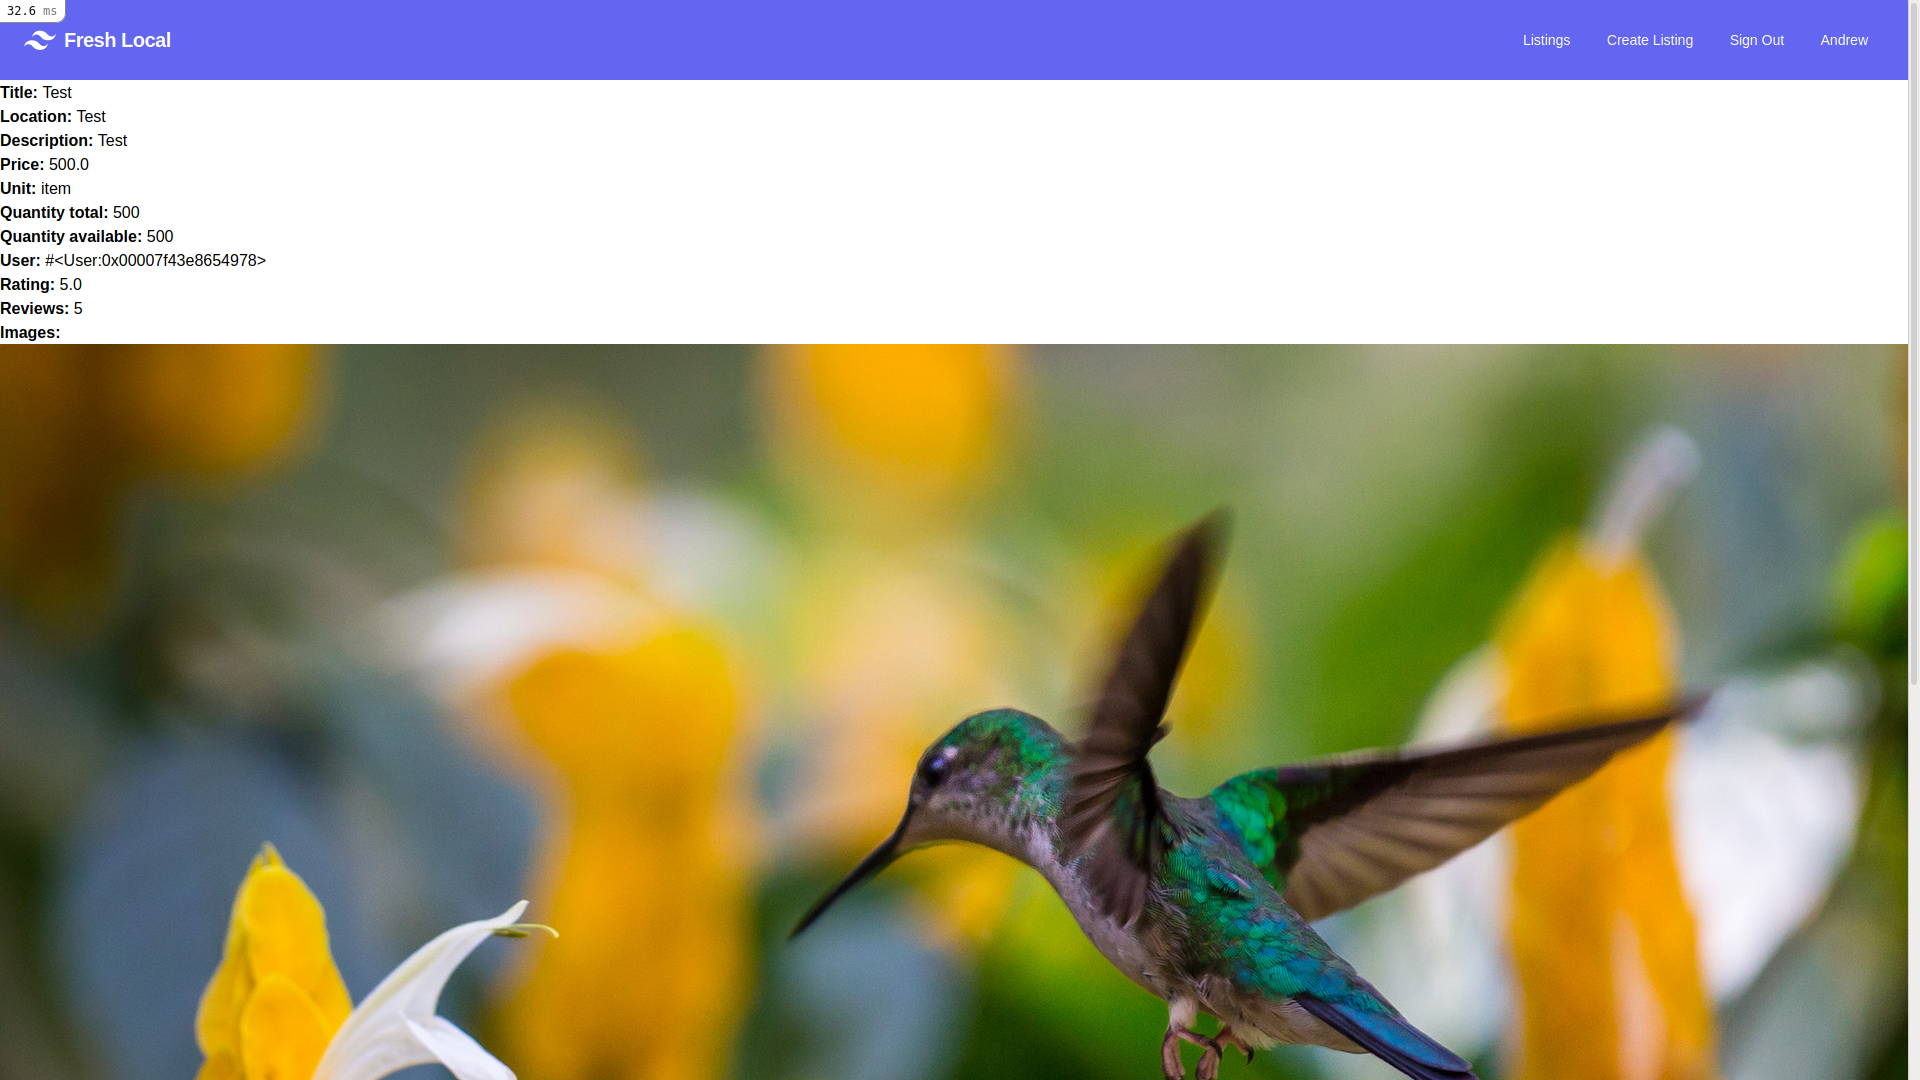 32.6 ms
Fresh Local
Listings Create Listing Sign Out Andrew
Title: Test
Location: Test
Description: Test
Price: 500.0
Unit: item
Quantity total: 500
Quantity available: 500
User: #<User:0x00007f43e8654978>
Rating: 5.0
Reviews: 5
Images: